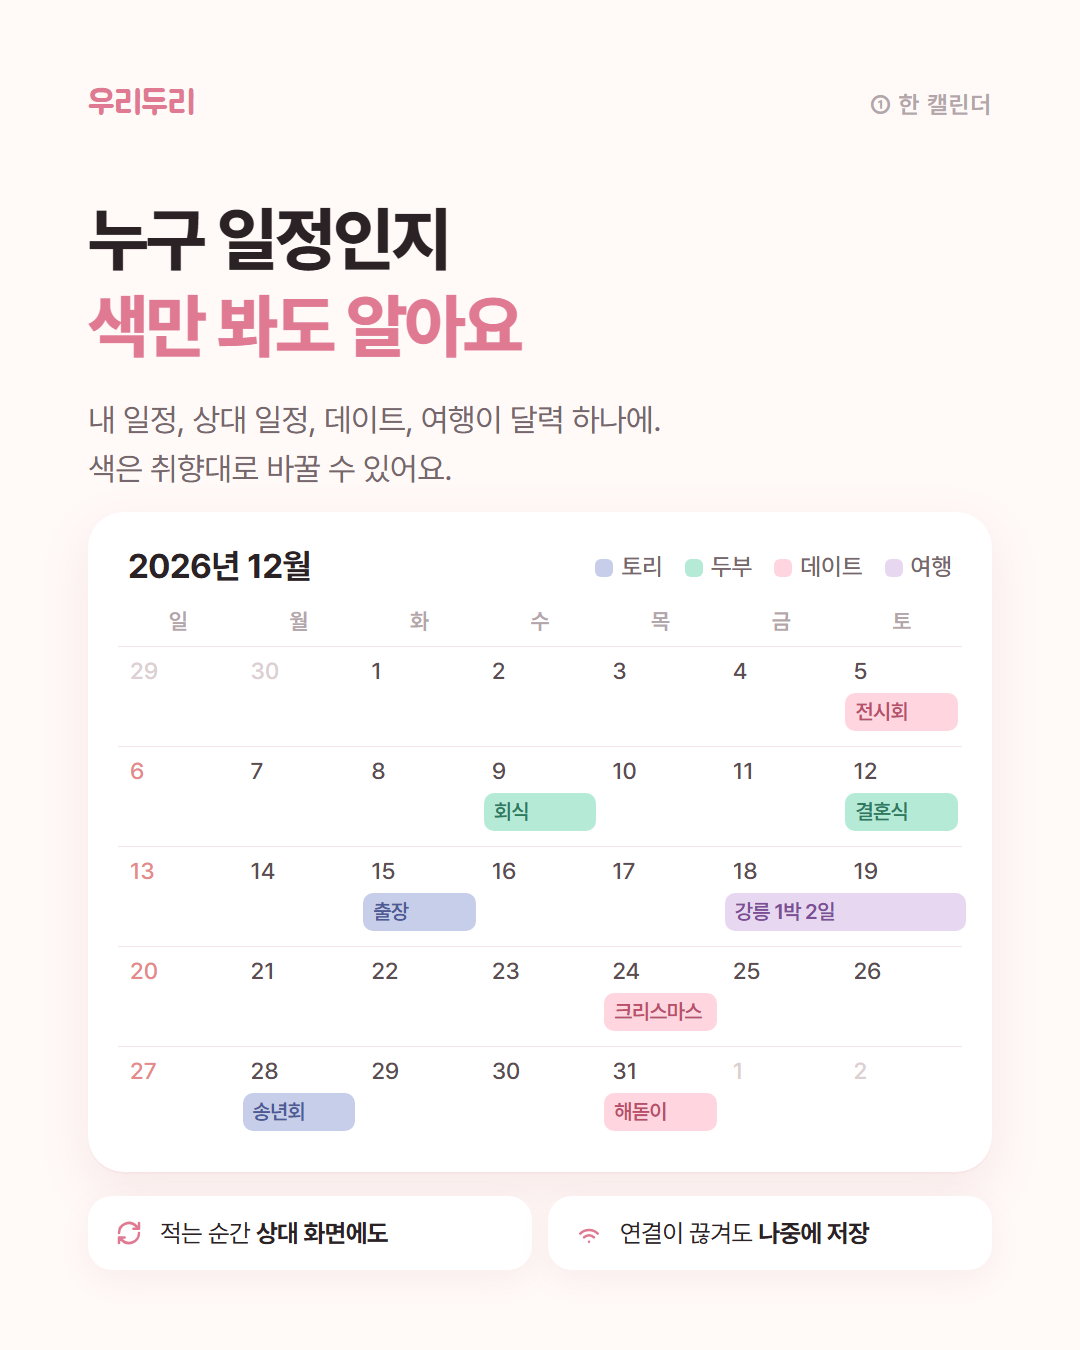 우리두리
① 한 캘린더
누구 일정인지
색만 봐도 알아요
내 일정, 상대 일정, 데이트, 여행이 달력 하나에.
색은 취향대로 바꿀 수 있어요.
2026년 12월
토리 두부 데이트 여행
일 월 화 수 목 금 토
29 30 1 2 3 4 5
전시회
6 7 8 9 10 11 12
회식 결혼식
13 14 15 16 17 18 19
출장 강릉 1박 2일
20 21 22 23 24 25 26
크리스마스
27 28 29 30 31 1 2
송년회 해돋이
적는 순간 상대 화면에도
연결이 끊겨도 나중에 저장